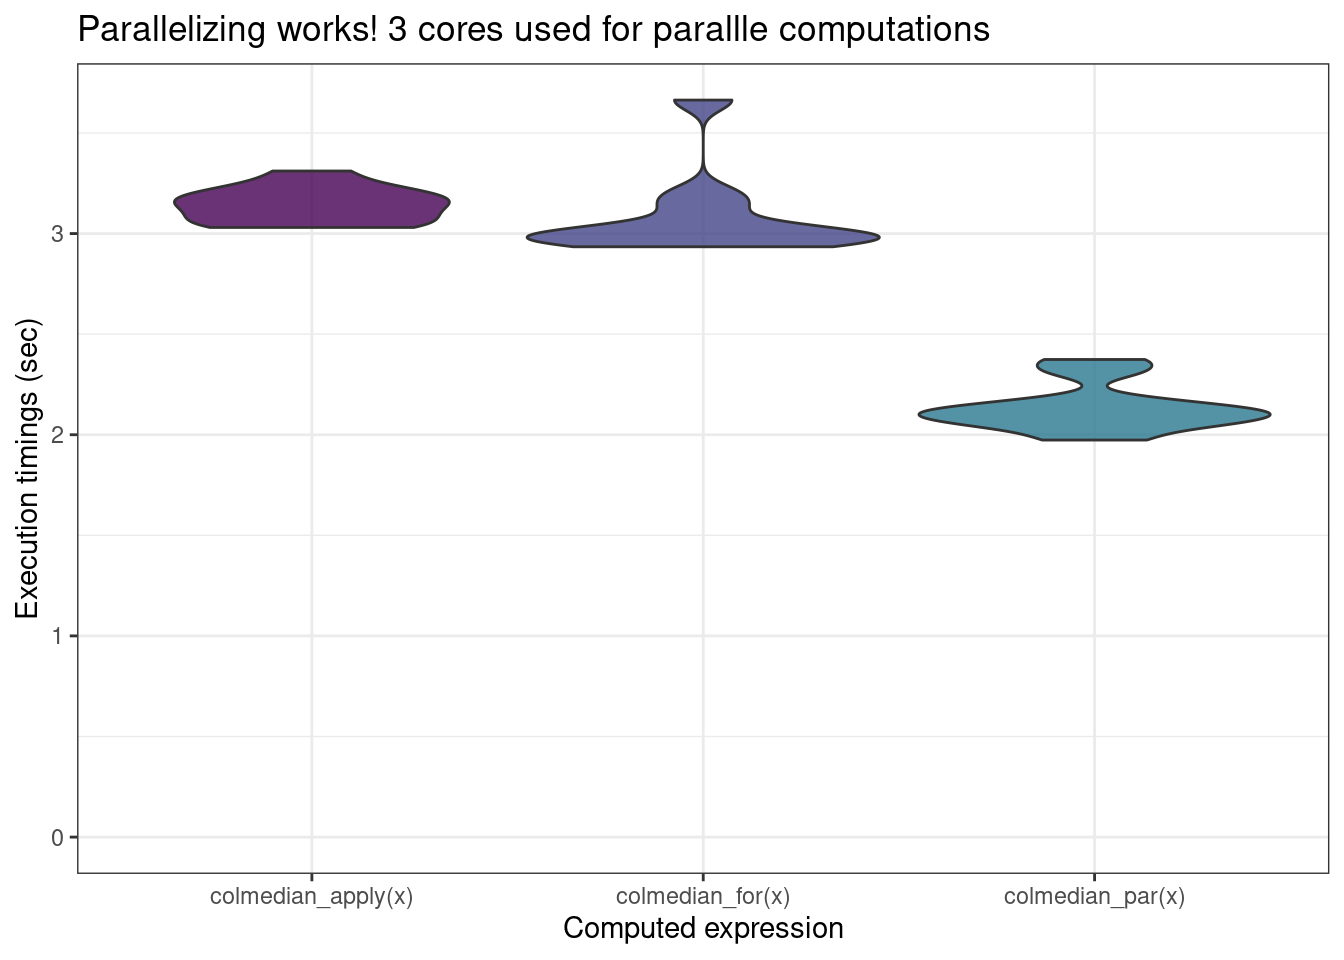 Parallelizing works! 3 cores used for parallle computations
Execution timings (sec)
3
2
1
0
colmedian_apply(x)
colmedian_for(x)
colmedian_par(x)
Computed expression